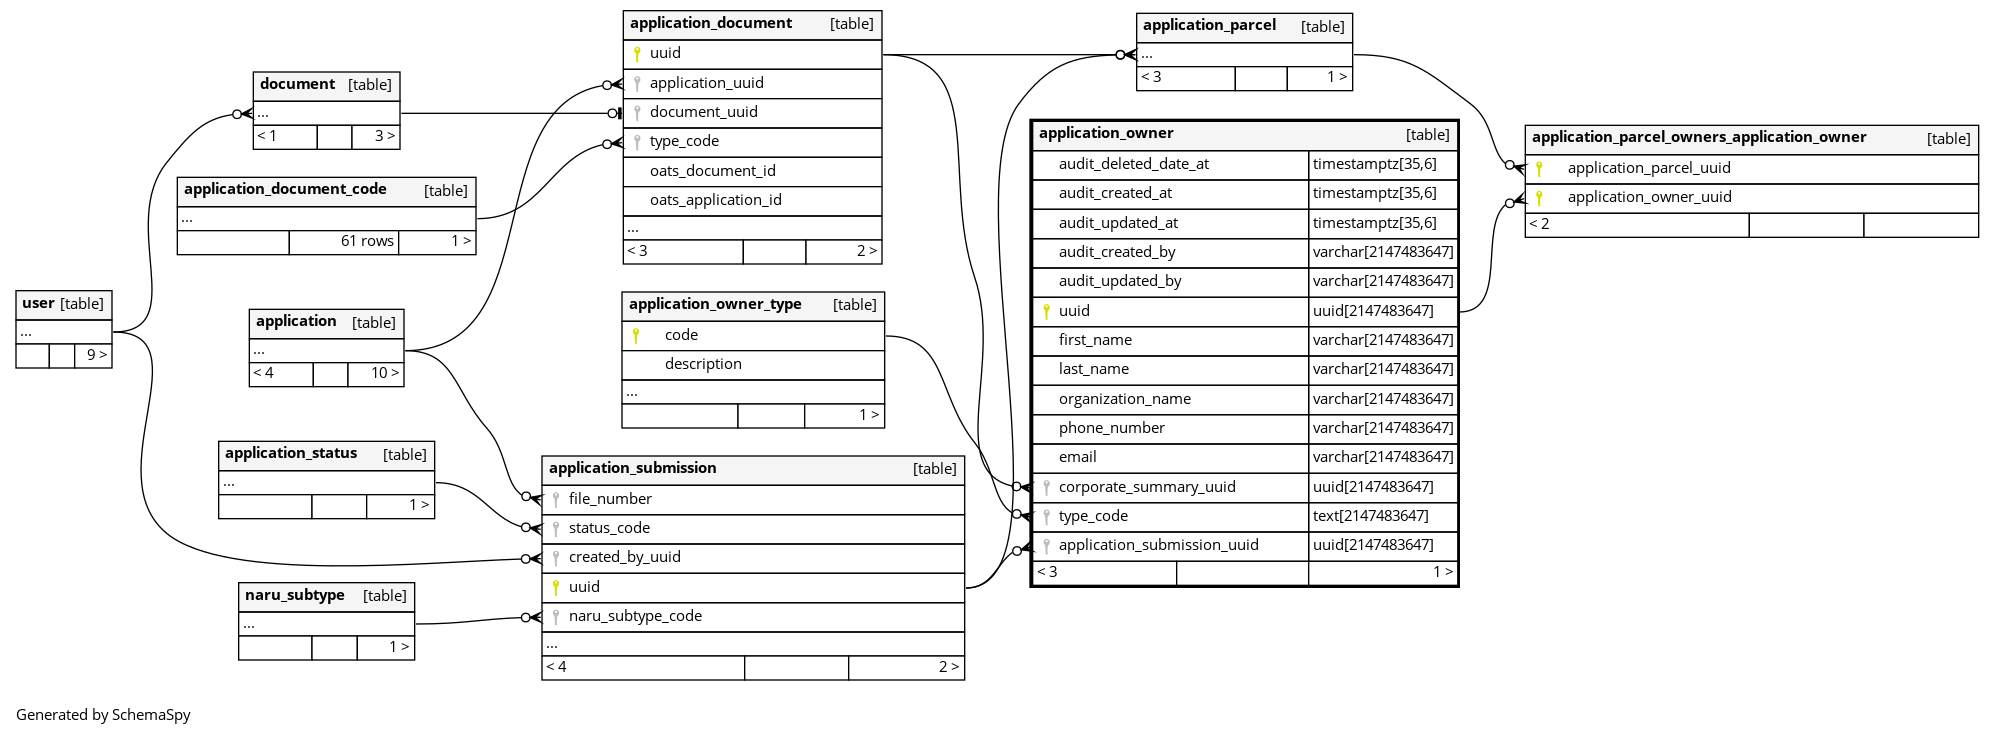 application_document [table]
uuid
application_uuid
document_uuid
type_code
oats_document_id
oats_application_id
...
< 3 2 >
application_parcel [table]
...
< 3 1 >
document [table]
...
< 1 3 >
application_document_code [table]
...
61 rows 1 >
user [table]
...
9 >
application [table]
...
< 4 10 >
application_owner_type [table]
code
description
...
1 >
application_status [table]
...
1 >
naru_subtype [table]
...
1 >
application_submission [table]
file_number
status_code
created_by_uuid
uuid
naru_subtype_code
...
< 4 2 >
application_owner [table]
audit_deleted_date_at timestamptz[35,6]
audit_created_at timestamptz[35,6]
audit_updated_at timestamptz[35,6]
audit_created_by varchar[2147483647]
audit_updated_by varchar[2147483647]
uuid uuid[2147483647]
first_name varchar[2147483647]
last_name varchar[2147483647]
organization_name varchar[2147483647]
phone_number varchar[2147483647]
email varchar[2147483647]
corporate_summary_uuid uuid[2147483647]
type_code text[2147483647]
application_submission_uuid uuid[2147483647]
< 3 1 >
application_parcel_owners_application_owner [table]
application_parcel_uuid
application_owner_uuid
< 2
Generated by SchemaSpy